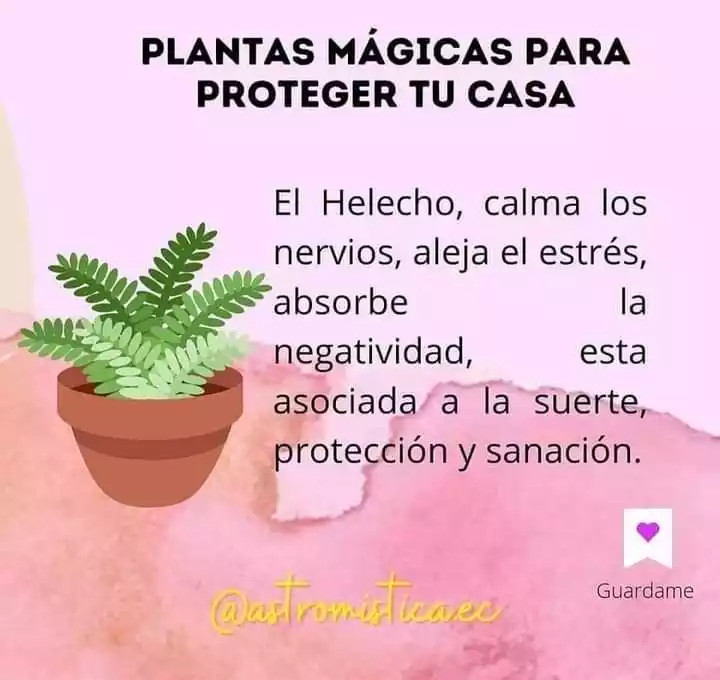 PLANTAS MÁGICAS PARA
PROTEGER TU CASA
El Helecho, calma los
nervios, aleja el estrés,
absorbe la
negatividad, esta
asociada a la suerte,
protección y sanación.
Guardame
@astromistica.ec